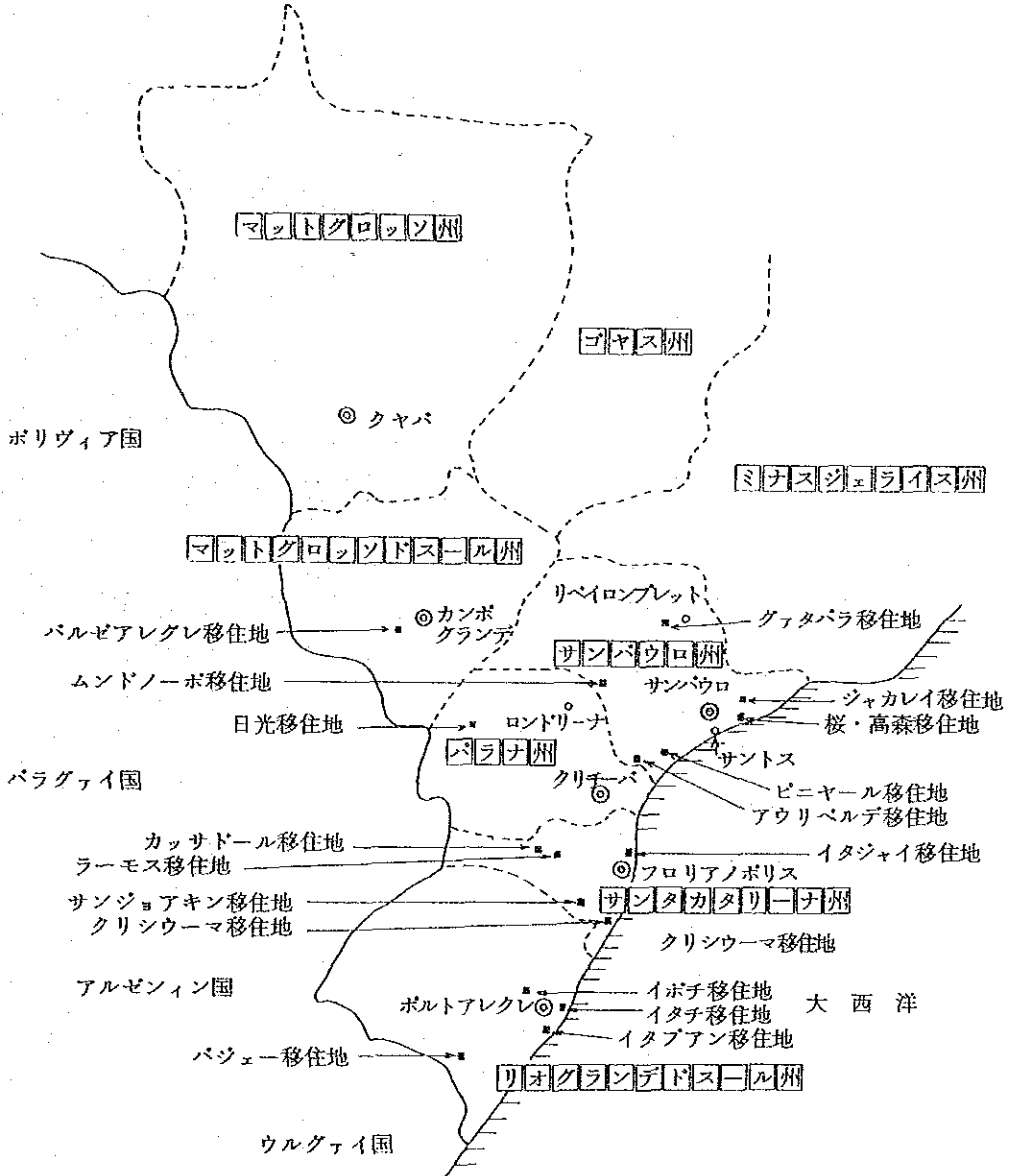 マットグロッソ州
ゴヤス州
クヤバ
ボリヴィア国
ミナスジェライス州
マットグロッソドスール州
リベイロンプレット
カンポ
グランデ
グァタパラ移住地
バルゼアレグレ移住地
サンパウロ州
ムンドノーボ移住地
サンパウロ
ジャカレイ移住地
日光移住地
ロンドリーナ
桜・高森移住地
パラナ州
サントス
パラグァイ国
クリチーバ
ピニヤール移住地
アウリベルデ移住地
カッサドール移住地
ラーモス移住地
イタジャイ移住地
フロリアノポリス
サンジョアキン移住地
サンタカタリーナ州
クリシウーマ移住地
クリシウーマ移住地
アルゼンィン国
イボチ移住地
ポルトアレクレ
イタチ移住地
大西洋
イタプアン移住地
バジェー移住地
リオグランデドスール州
ウルグァイ国